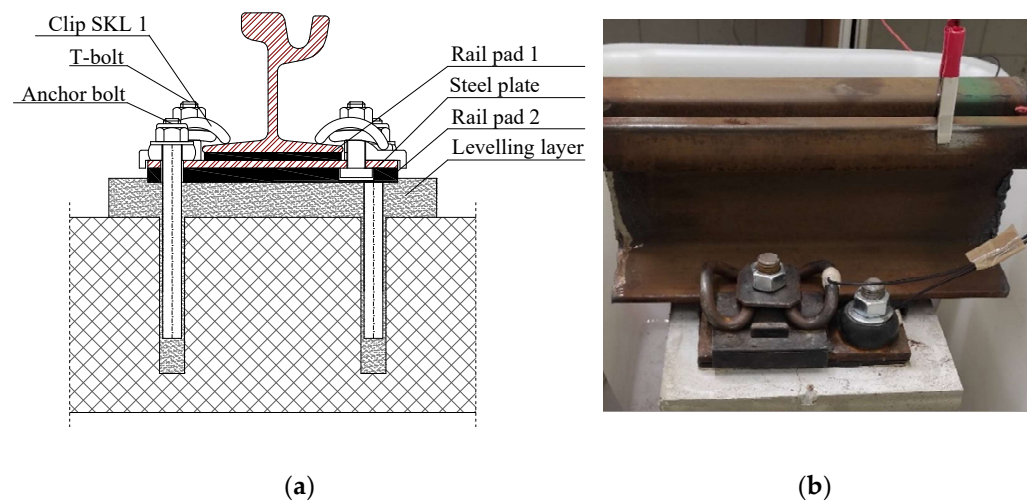 Clip SKL 1
T-bolt
Anchor bolt
Rail pad 1
Steel plate
Rail pad 2
Levelling layer
(a)
(b)